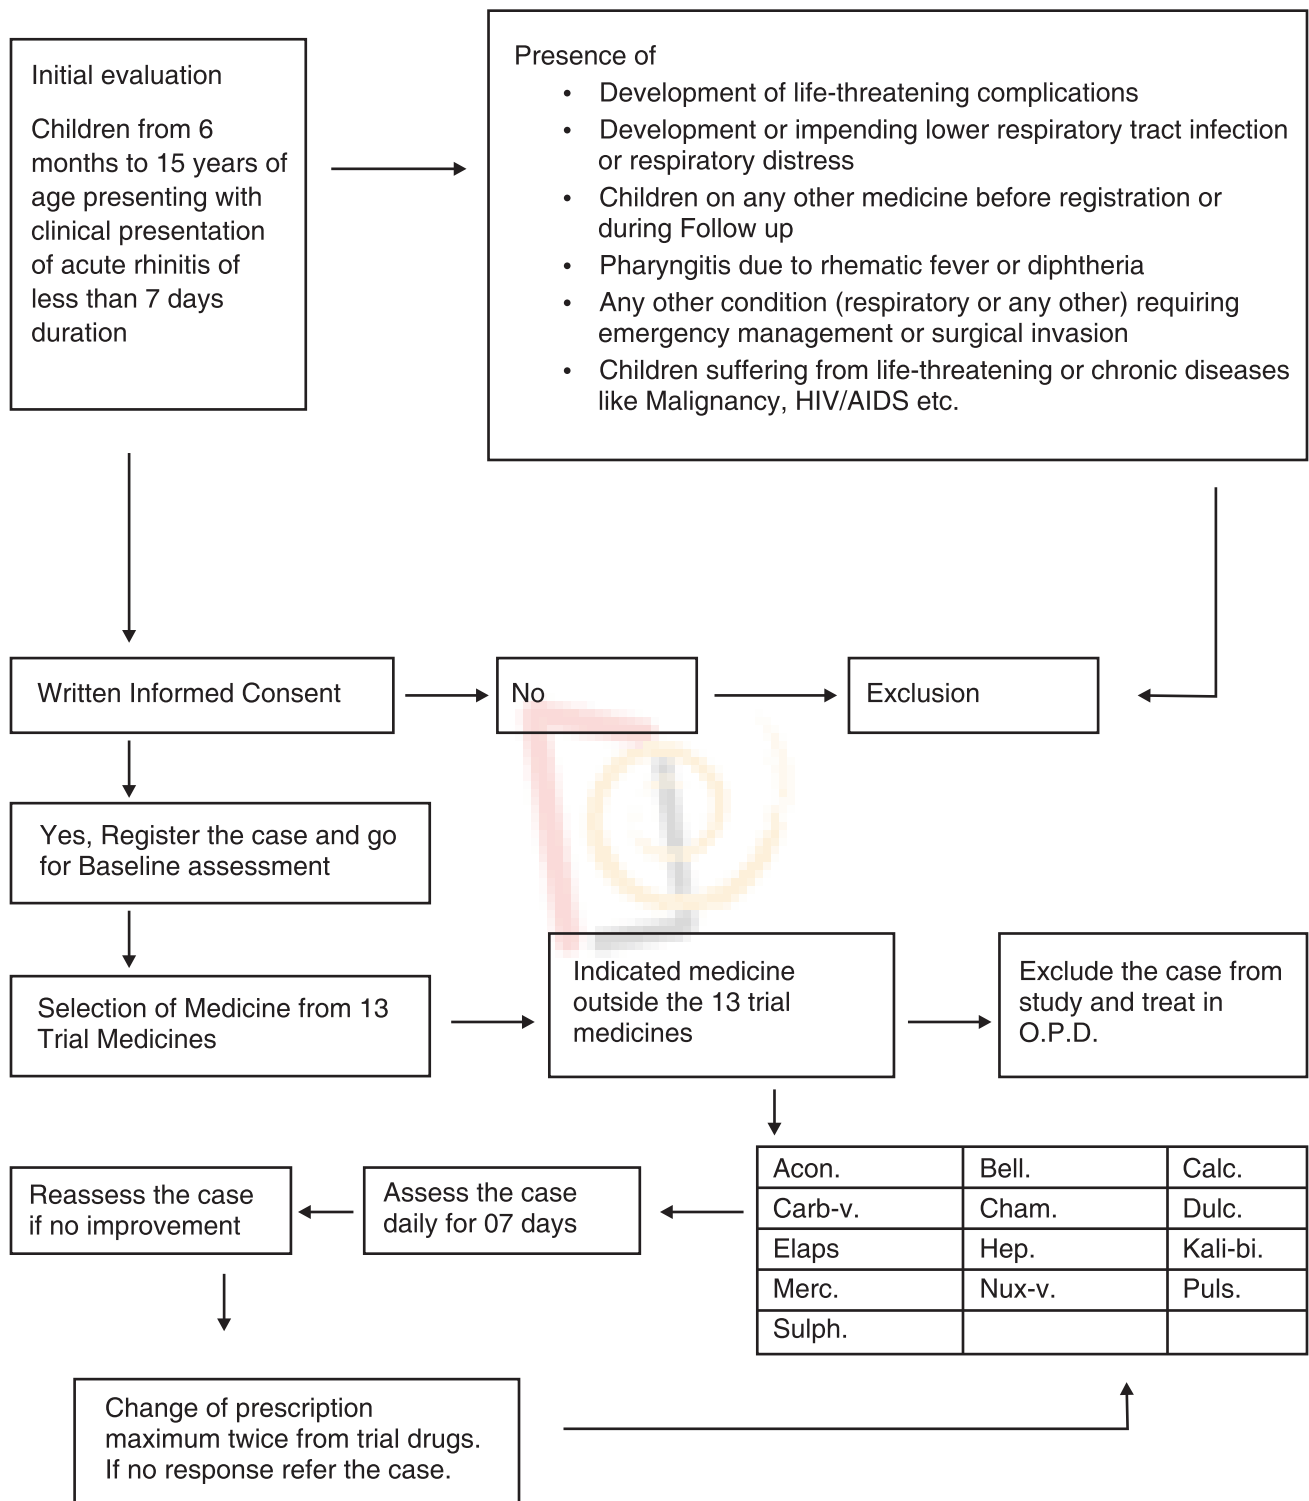 Initial evaluation
Children from 6
months to 15 years of
age presenting with
clinical presentation
of acute rhinitis of
less than 7 days
duration
Presence of
• Development of life-threatening complications
• Development or impending lower respiratory tract infection
or respiratory distress
• Children on any other medicine before registration or
during Follow up
• Pharyngitis due to rhematic fever or diphtheria
• Any other condition (respiratory or any other) requiring
emergency management or surgical invasion
• Children suffering from life-threatening or chronic diseases
like Malignancy, HIV/AIDS etc.
Written Informed Consent
No
Exclusion
Yes, Register the case and go
for Baseline assessment
Selection of Medicine from 13
Trial Medicines
Indicated medicine
outside the 13 trial
medicines
Exclude the case from
study and treat in
O.P.D.
Acon. Bell. Calc.
Carb-v. Cham. Dulc.
Elaps Hep. Kali-bi.
Merc. Nux-v. Puls.
Sulph.
Assess the case
daily for 07 days
Reassess the case
if no improvement
Change of prescription
maximum twice from trial drugs.
If no response refer the case.